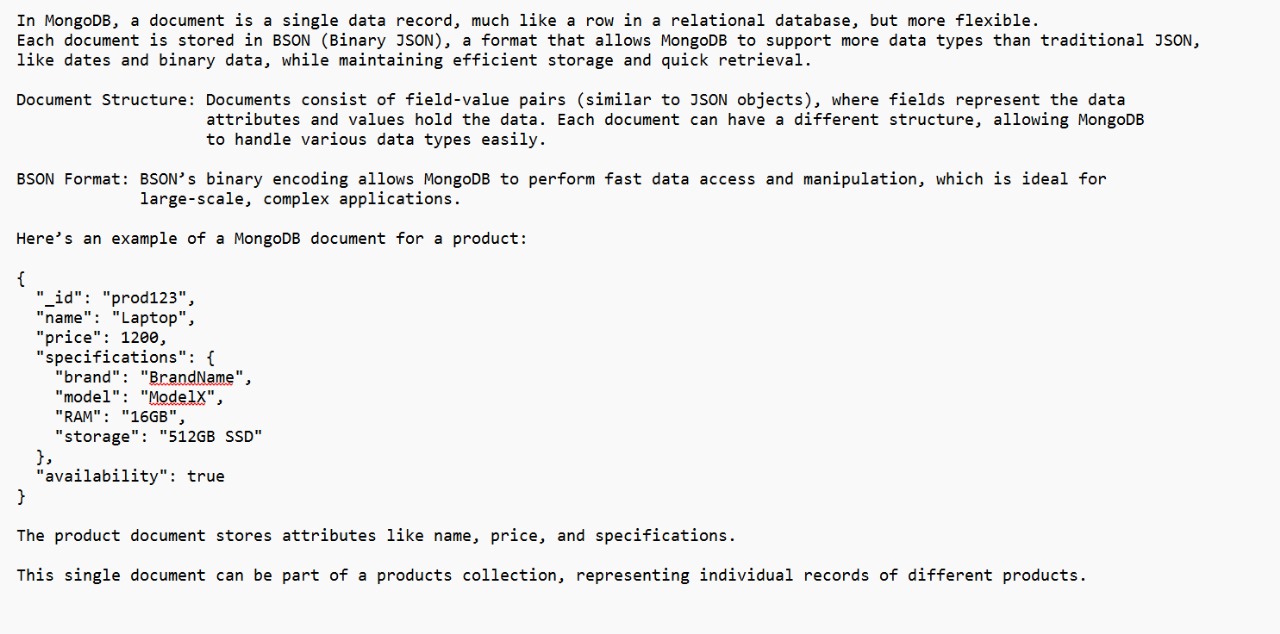 In MongoDB, a document is a single data record, much like a row in a relational database, but more flexible.
Each document is stored in BSON (Binary JSON), a format that allows MongoDB to support more data types than traditional JSON,
like dates and binary data, while maintaining efficient storage and quick retrieval.

Document Structure: Documents consist of field-value pairs (similar to JSON objects), where fields represent the data
                    attributes and values hold the data. Each document can have a different structure, allowing MongoDB
                    to handle various data types easily.

BSON Format: BSON’s binary encoding allows MongoDB to perform fast data access and manipulation, which is ideal for
             large-scale, complex applications.

Here’s an example of a MongoDB document for a product:

{
  "_id": "prod123",
  "name": "Laptop",
  "price": 1200,
  "specifications": {
    "brand": "BrandName",
    "model": "ModelX",
    "RAM": "16GB",
    "storage": "512GB SSD"
  },
  "availability": true
}

The product document stores attributes like name, price, and specifications.

This single document can be part of a products collection, representing individual records of different products.